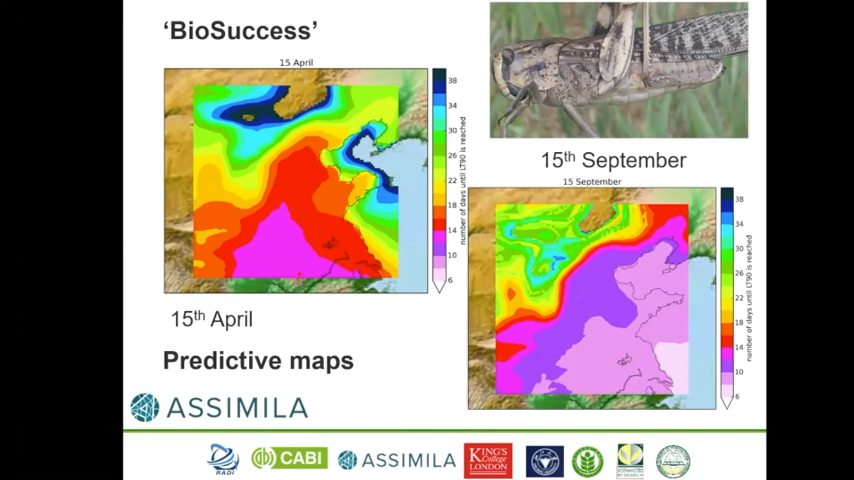 ‘BioSuccess’
15 April
38
34
30
26
22
18
14
10
6
number of days until LT90 is reached
15th September
15 September
38
34
30
26
22
18
14
10
6
number of days until LT90 is reached
15th April
Predictive maps
ASSIMILA
RADI
CABI
ASSIMILA
KING'S
College
LONDON